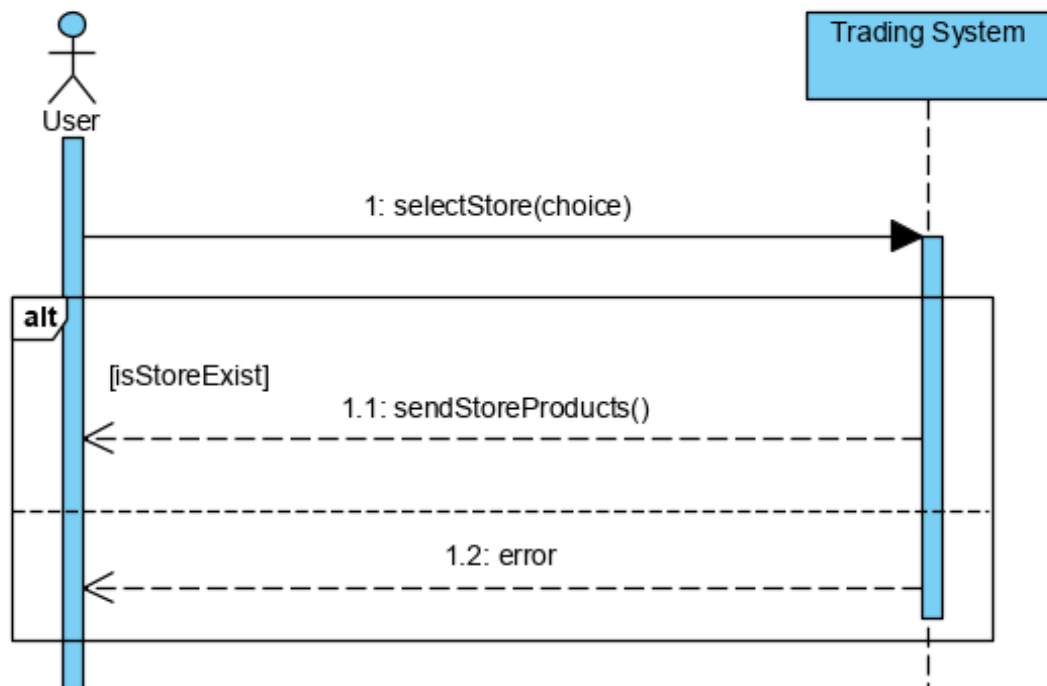 Trading System
User
1: selectStore(choice)
alt
[isStoreExist]
1.1: sendStoreProducts()
1.2: error